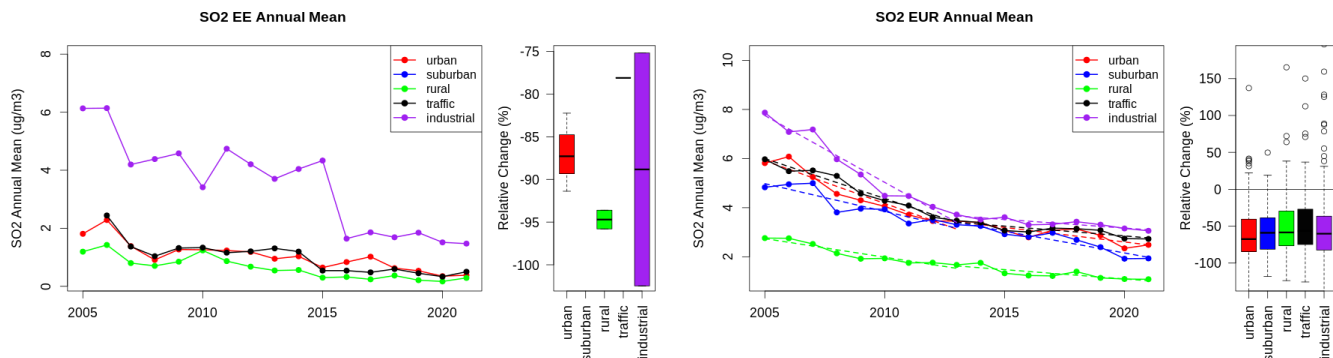 SO2 EE Annual Mean
SO2 Annual Mean (ug/m3)
8
6
4
2
0
2005
2010
2015
2020
urban
suburban
rural
traffic
industrial
Relative Change (%)
-75
-80
-85
-90
-95
-100
urban
suburban
rural
traffic
industrial
SO2 EUR Annual Mean
SO2 Annual Mean (ug/m3)
10
8
6
4
2
2005
2010
2015
2020
urban
suburban
rural
traffic
industrial
Relative Change (%)
150
100
50
0
-50
-100
urban
suburban
rural
traffic
industrial